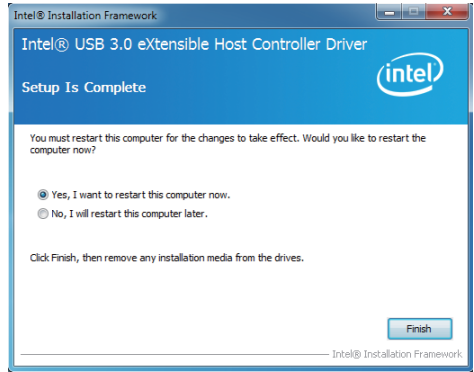 Intel® Installation Framework
Intel® USB 3.0 eXtensible Host Controller Driver
Setup Is Complete
intel
You must restart this computer for the changes to take effect. Would you like to restart the
computer now?
Yes, I want to restart this computer now.
No, I will restart this computer later.
Click Finish, then remove any installation media from the drives.
Finish
Intel® Installation Framework